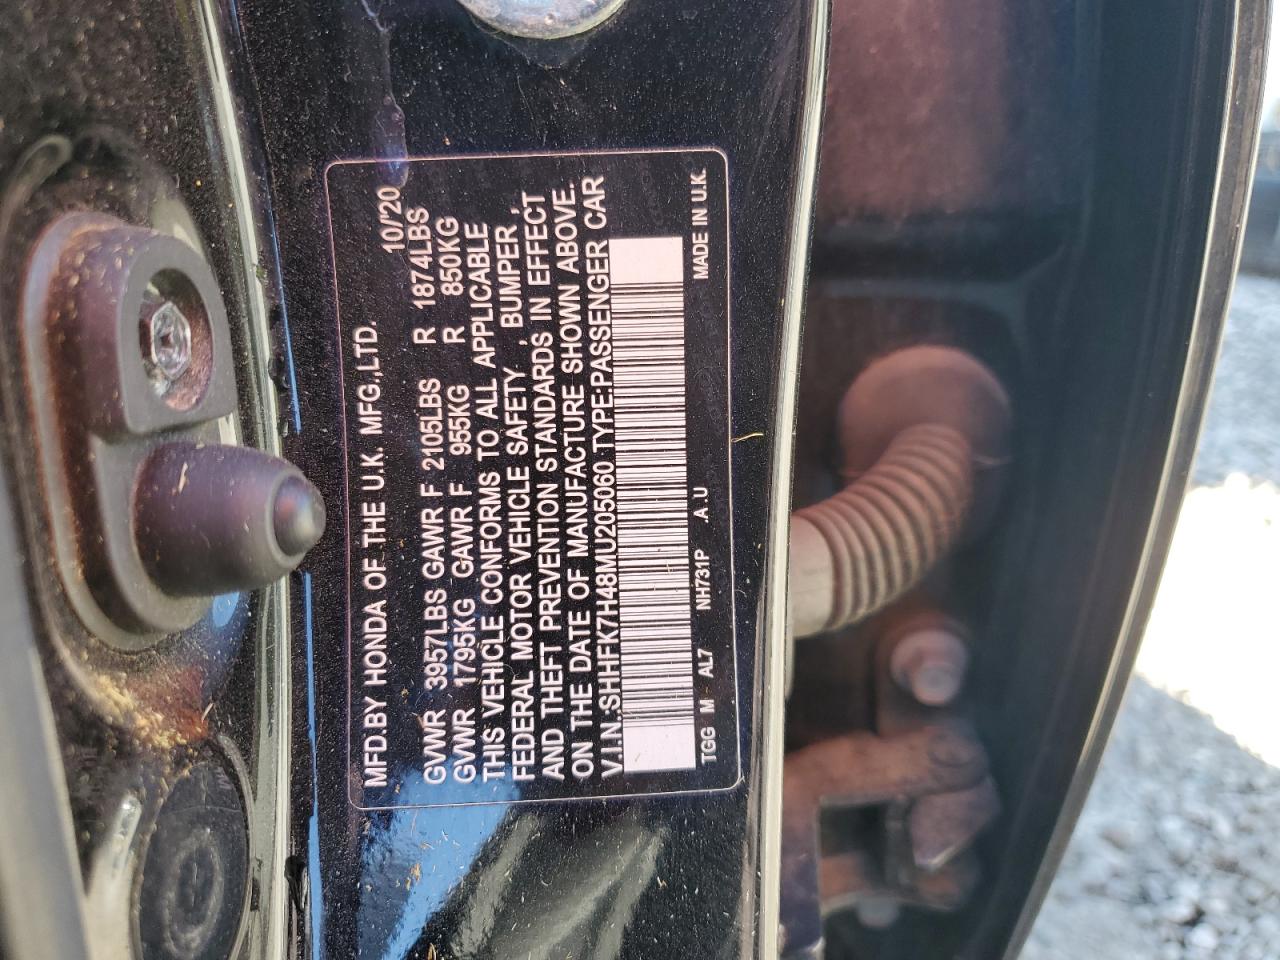 MFD.BY HONDA OF THE U.K. MFG.,LTD. 10/'20
GVWR 3957LBS GAWR F 2105LBS R 1874LBS
GVWR 1795KG GAWR F 955KG R 850KG
THIS VEHICLE CONFORMS TO ALL APPLICABLE
FEDERAL MOTOR VEHICLE SAFETY , BUMPER ,
AND THEFT PREVENTION STANDARDS IN EFFECT
ON THE DATE OF MANUFACTURE SHOWN ABOVE.
V.I.N.:SHHFK7H48MU205060 TYPE:PASSENGER CAR
TGG M AL7 NH731P .A.U MADE IN U.K.